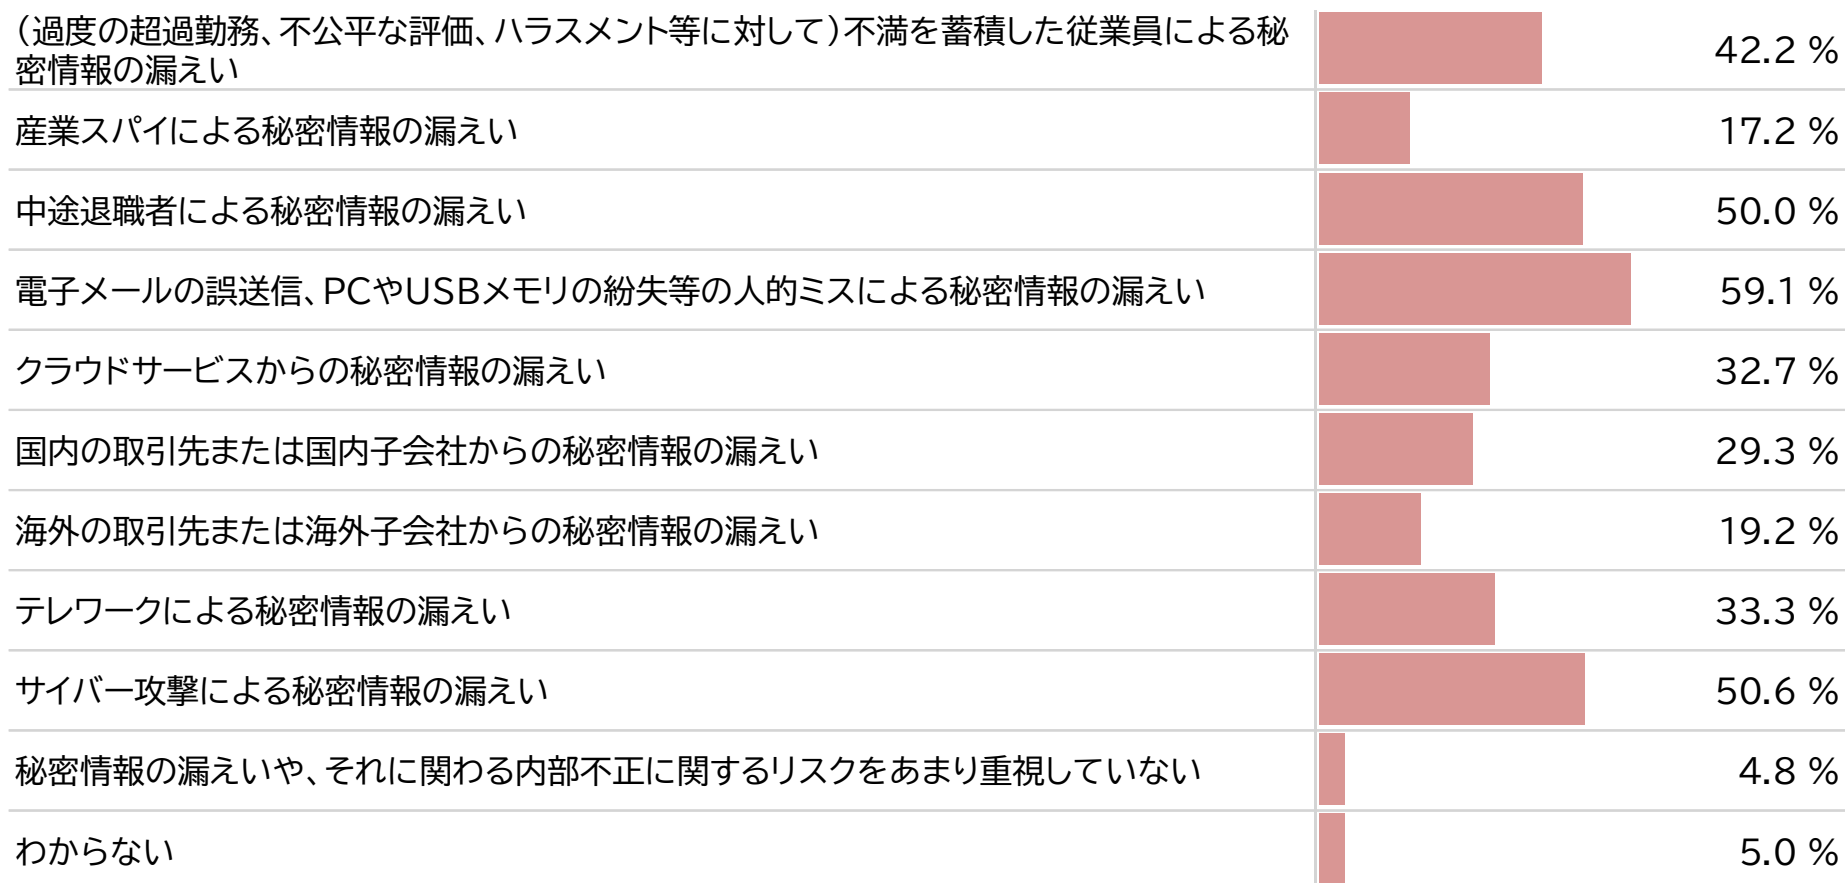 （過度の超過勤務、不公平な評価、ハラスメント等に対して）不満を蓄積した従業員による秘
密情報の漏えい
42.2 %
産業スパイによる秘密情報の漏えい
17.2 %
中途退職者による秘密情報の漏えい
50.0 %
電子メールの誤送信、PCやUSBメモリの紛失等の人的ミスによる秘密情報の漏えい
59.1 %
クラウドサービスからの秘密情報の漏えい
32.7 %
国内の取引先または国内子会社からの秘密情報の漏えい
29.3 %
海外の取引先または海外子会社からの秘密情報の漏えい
19.2 %
テレワークによる秘密情報の漏えい
33.3 %
サイバー攻撃による秘密情報の漏えい
50.6 %
秘密情報の漏えいや、それに関わる内部不正に関するリスクをあまり重視していない
4.8 %
わからない
5.0 %